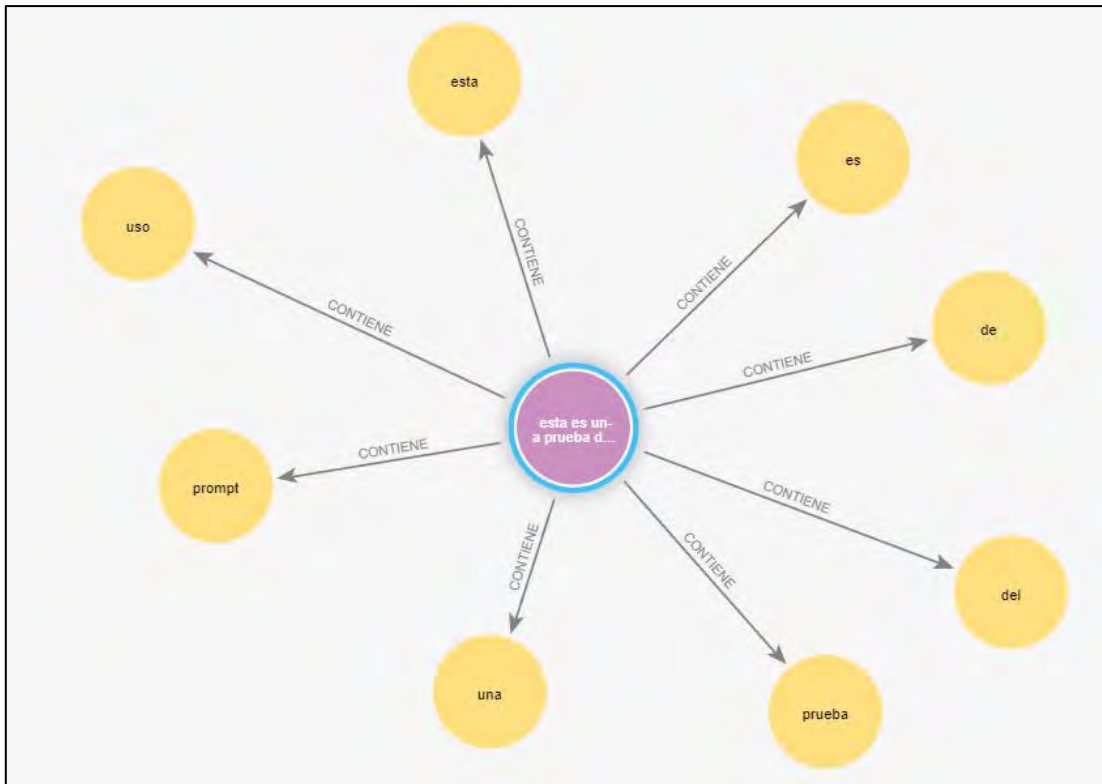 esta
es
uso
CONTIENE
CONTIENE
CONTIENE
de
CONTIENE
esta es un-
a prueba d...
CONTIENE
prompt
CONTIENE
CONTIENE
CONTIENE
del
una
prueba